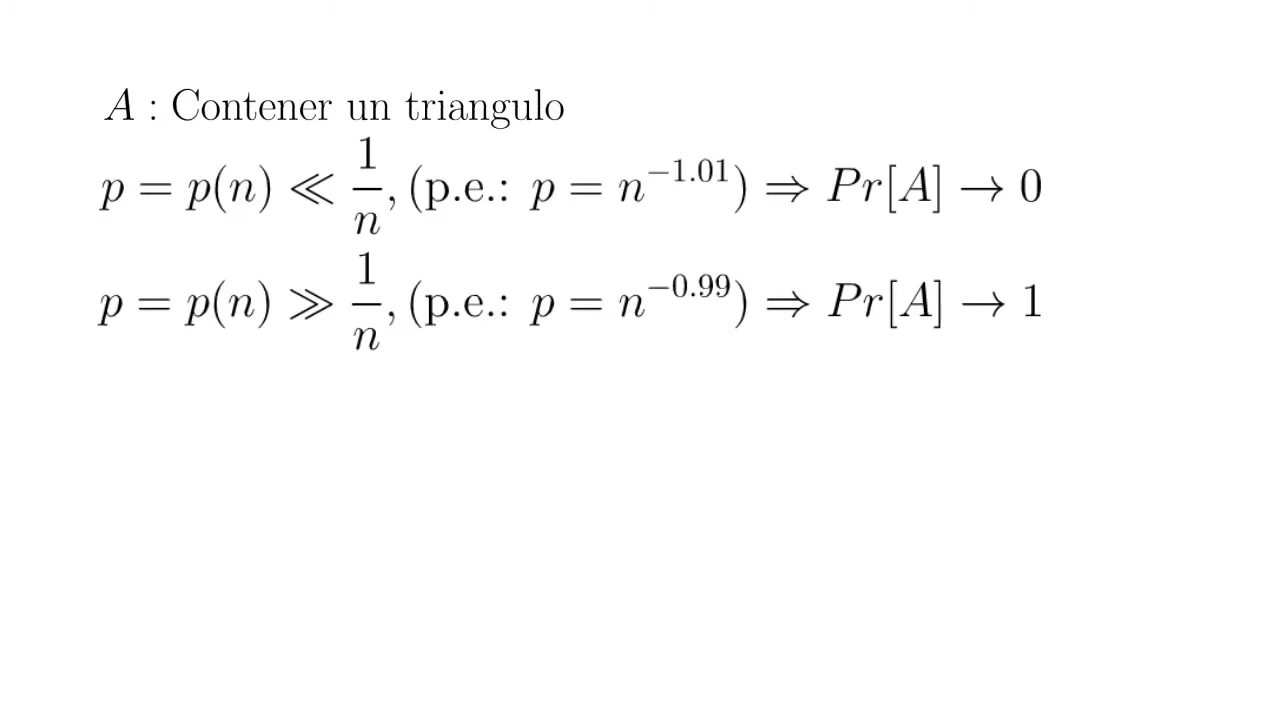 A : Contener un triangulo
p = p(n) ≪ 1/n, (p.e.: p = n^{-1.01}) ⇒ Pr[A] → 0
p = p(n) ≫ 1/n, (p.e.: p = n^{-0.99}) ⇒ Pr[A] → 1